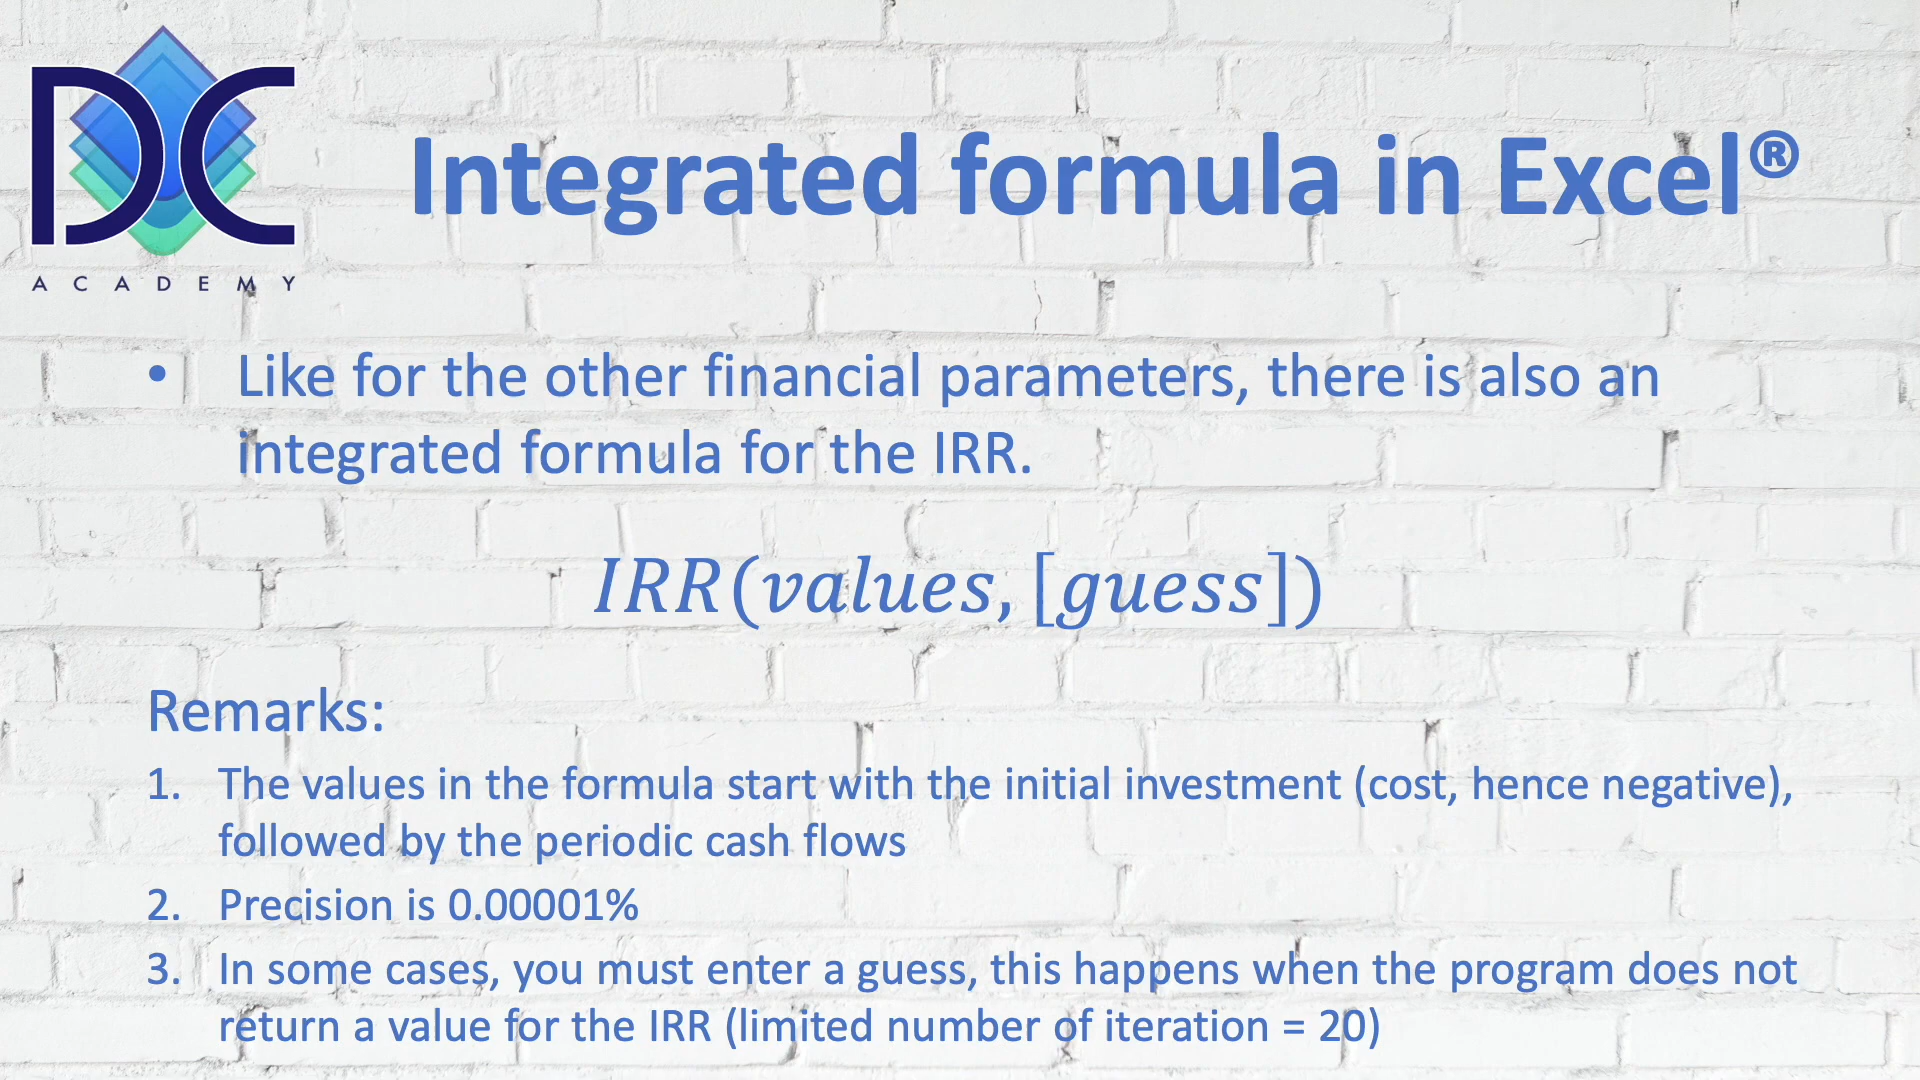 DC
ACADEMY
Integrated formula in Excel®
• Like for the other financial parameters, there is also an
integrated formula for the IRR.
IRR(values, [guess])
Remarks:
1. The values in the formula start with the initial investment (cost, hence negative),
followed by the periodic cash flows
2. Precision is 0.00001%
3. In some cases, you must enter a guess, this happens when the program does not
return a value for the IRR (limited number of iteration = 20)